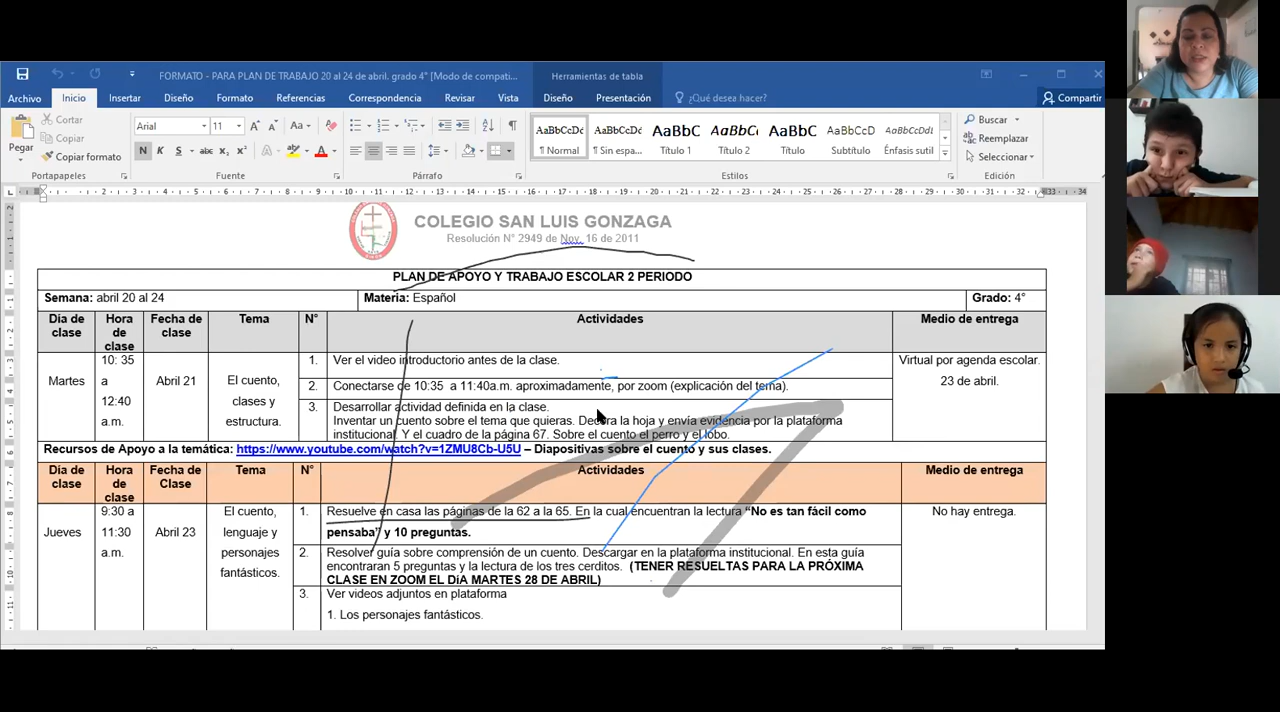 FORMATO - PARA PLAN DE TRABAJO 20 al 24 de abril. grado 4° [Modo de compati...
Herramientas de tabla
Archivo Inicio Insertar Diseño Formato Referencias Correspondencia Revisar Vista Diseño Presentación ¿Qué desea hacer? Compartir
Pegar
Cortar
Copiar
Copiar formato
Portapapeles
Arial 11
N K S abc
Fuente
Párrafo
AaBbCcDc AaBbCcDc AaBbC AaBbCc AaBbC AaBbCcD AaBbCcDdl
¶ Normal ¶ Sin espa... Título 1 Título 2 Título Subtítulo Énfasis sutil
Estilos
Buscar
Reemplazar
Seleccionar
Edición
COLEGIO SAN LUIS GONZAGA
Resolución N° 2949 de Nov. 16 de 2011
PLAN DE APOYO Y TRABAJO ESCOLAR 2 PERIODO
Semana: abril 20 al 24 Materia: Español Grado: 4°
Día de clase Hora de clase Fecha de clase Tema N° Actividades Medio de entrega
Martes
10: 35 a 12:40 a.m.
Abril 21
El cuento, clases y estructura.
1. Ver el video introductorio antes de la clase.
2. Conectarse de 10:35 a 11:40a.m. aproximadamente, por zoom (explicación del tema).
3. Desarrollar actividad definida en la clase.
Inventar un cuento sobre el tema que quieras. Decora la hoja y envía evidencia por la plataforma
institucional. Y el cuadro de la página 67. Sobre el cuento el perro y el lobo.
Virtual por agenda escolar.
23 de abril.
Recursos de Apoyo a la temática: https://www.youtube.com/watch?v=1ZMU8Cb-U5U – Diapositivas sobre el cuento y sus clases.
Día de clase Hora de clase Fecha de Clase Tema N° Actividades Medio de entrega
Jueves
9:30 a 11:30 a.m.
Abril 23
El cuento, lenguaje y personajes fantásticos.
1. Resuelve en casa las páginas de la 62 a la 65. En la cual encuentran la lectura “No es tan fácil como
pensaba” y 10 preguntas.
2. Resolver guía sobre comprensión de un cuento. Descargar en la plataforma institucional. En esta guía
encontraran 5 preguntas y la lectura de los tres cerditos. (TENER RESUELTAS PARA LA PRÓXIMA
CLASE EN ZOOM EL DíA MARTES 28 DE ABRIL)
3. Ver videos adjuntos en plataforma
1. Los personajes fantásticos.
No hay entrega.